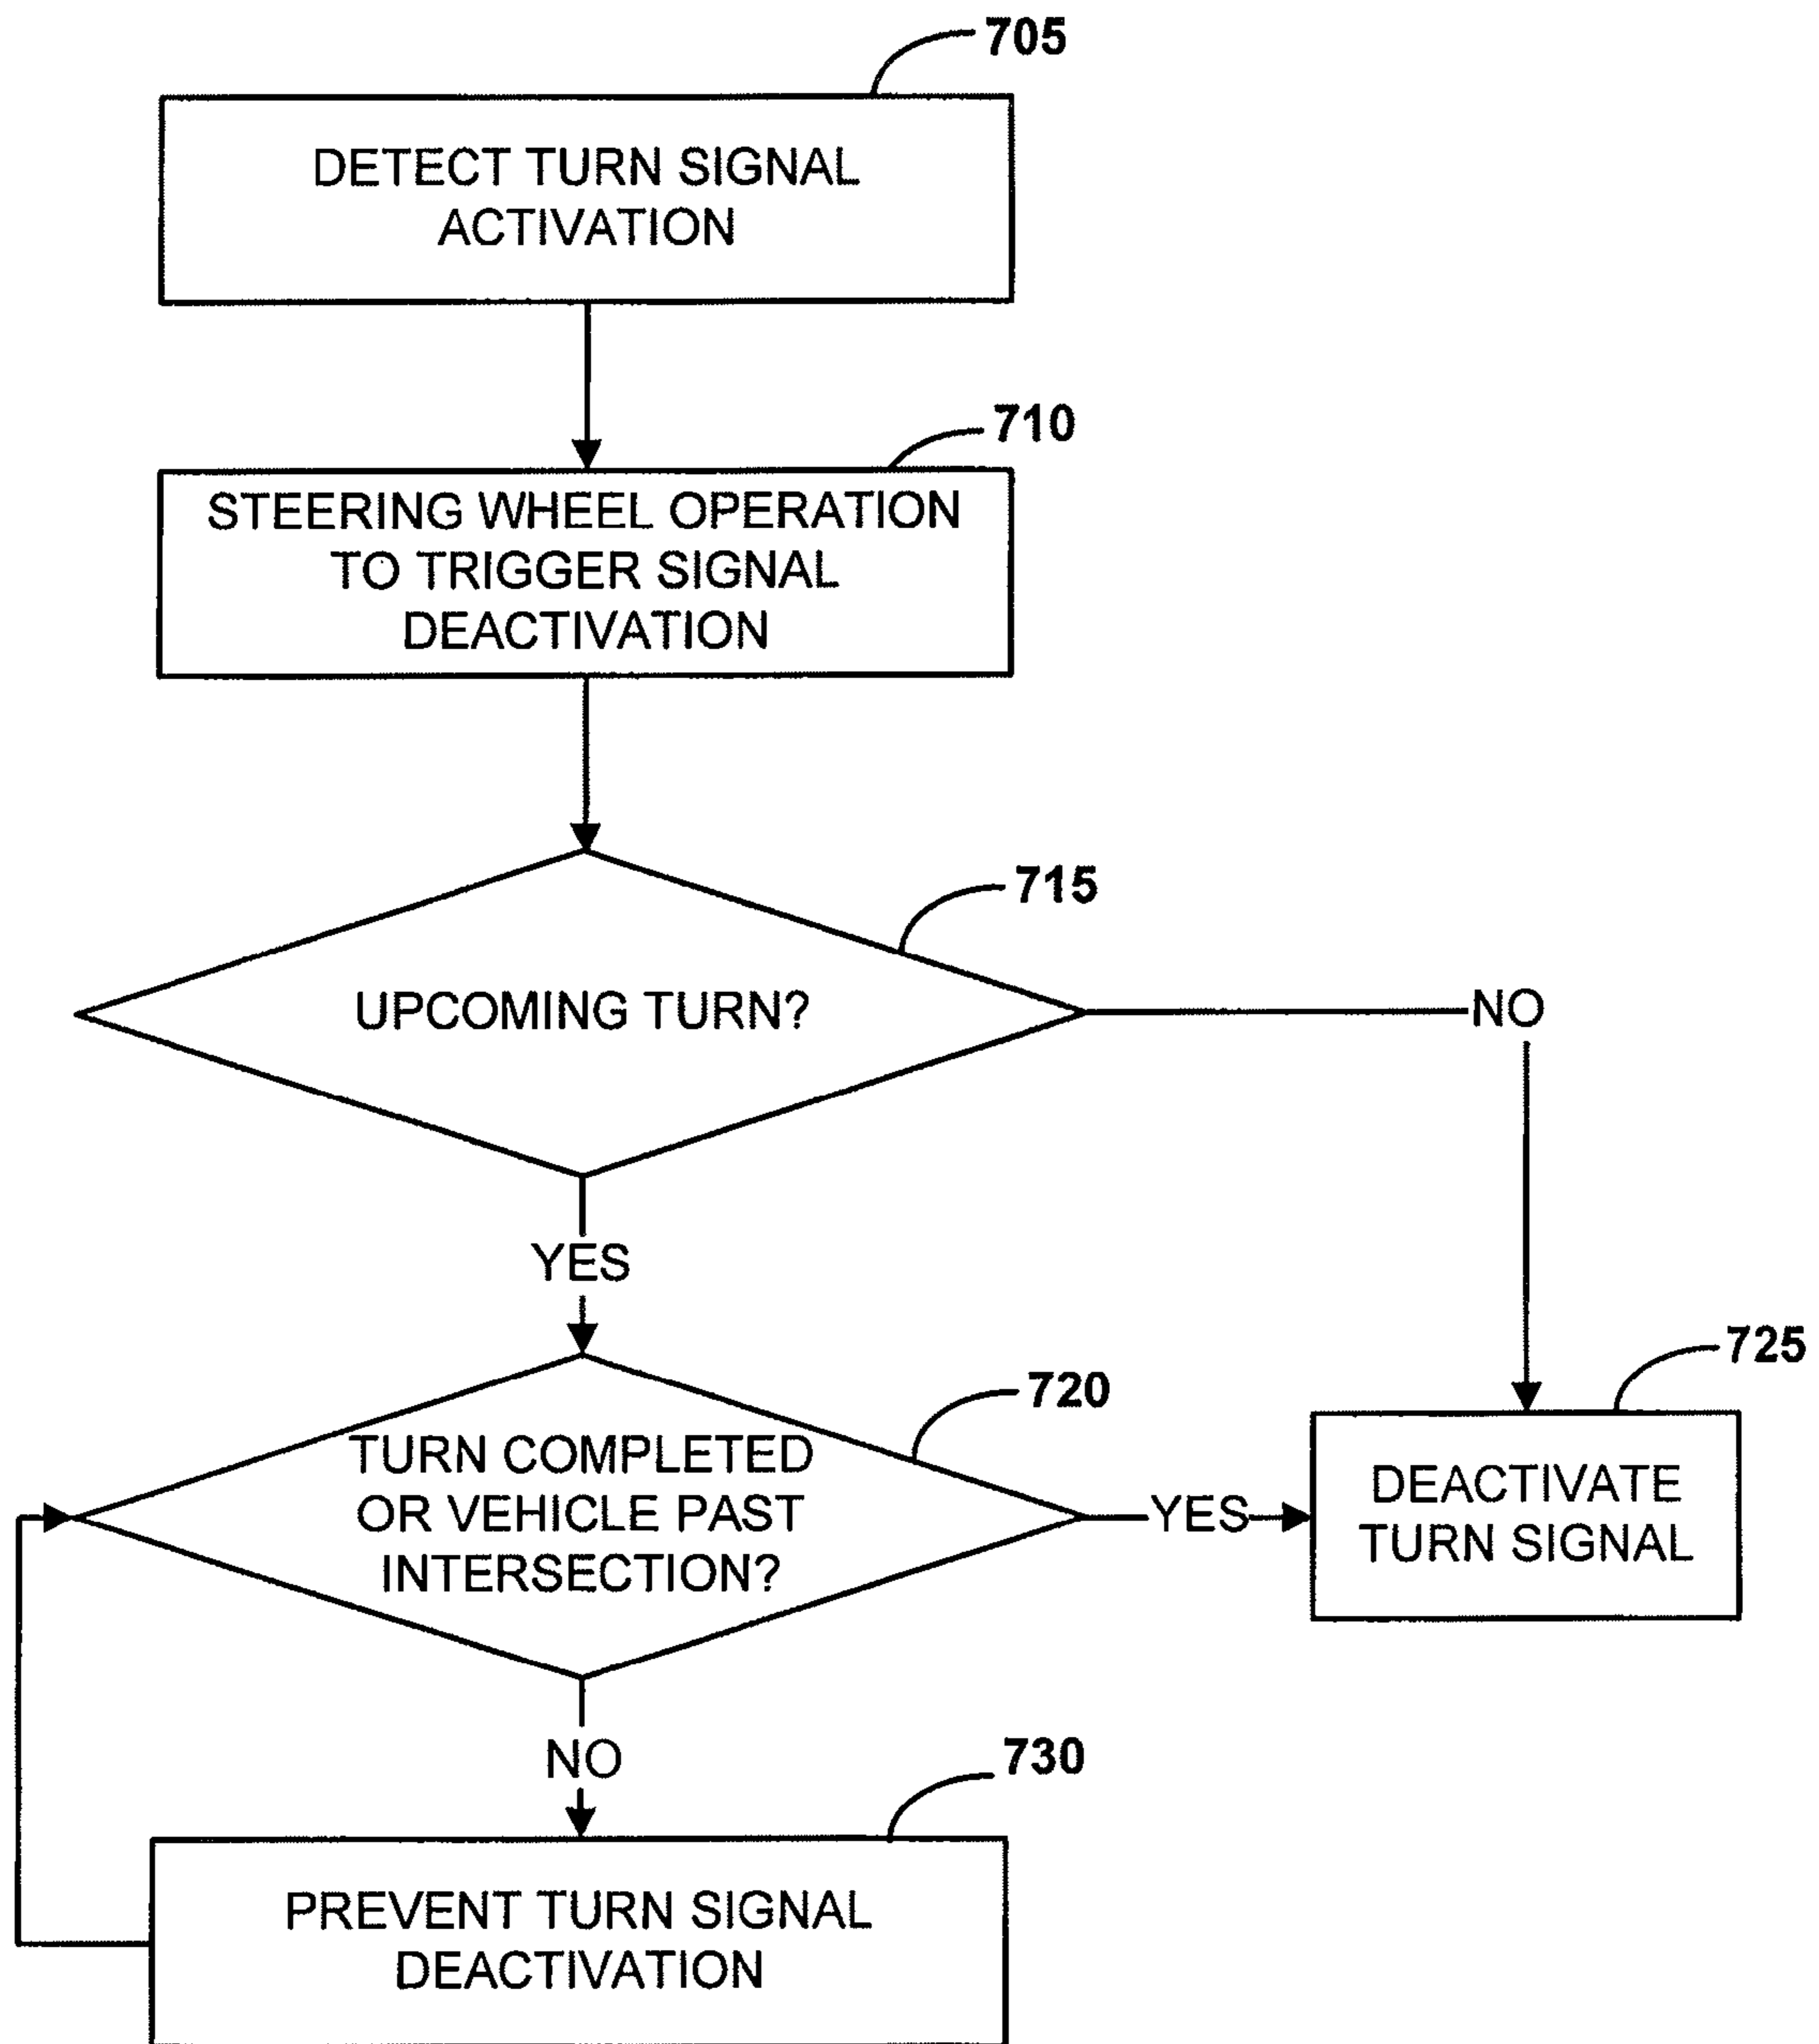 705
DETECT TURN SIGNAL
ACTIVATION
710
STEERING WHEEL OPERATION
TO TRIGGER SIGNAL
DEACTIVATION
715
UPCOMING TURN?
NO
YES
720
725
TURN COMPLETED
OR VEHICLE PAST
INTERSECTION?
YES
DEACTIVATE
TURN SIGNAL
NO
730
PREVENT TURN SIGNAL
DEACTIVATION